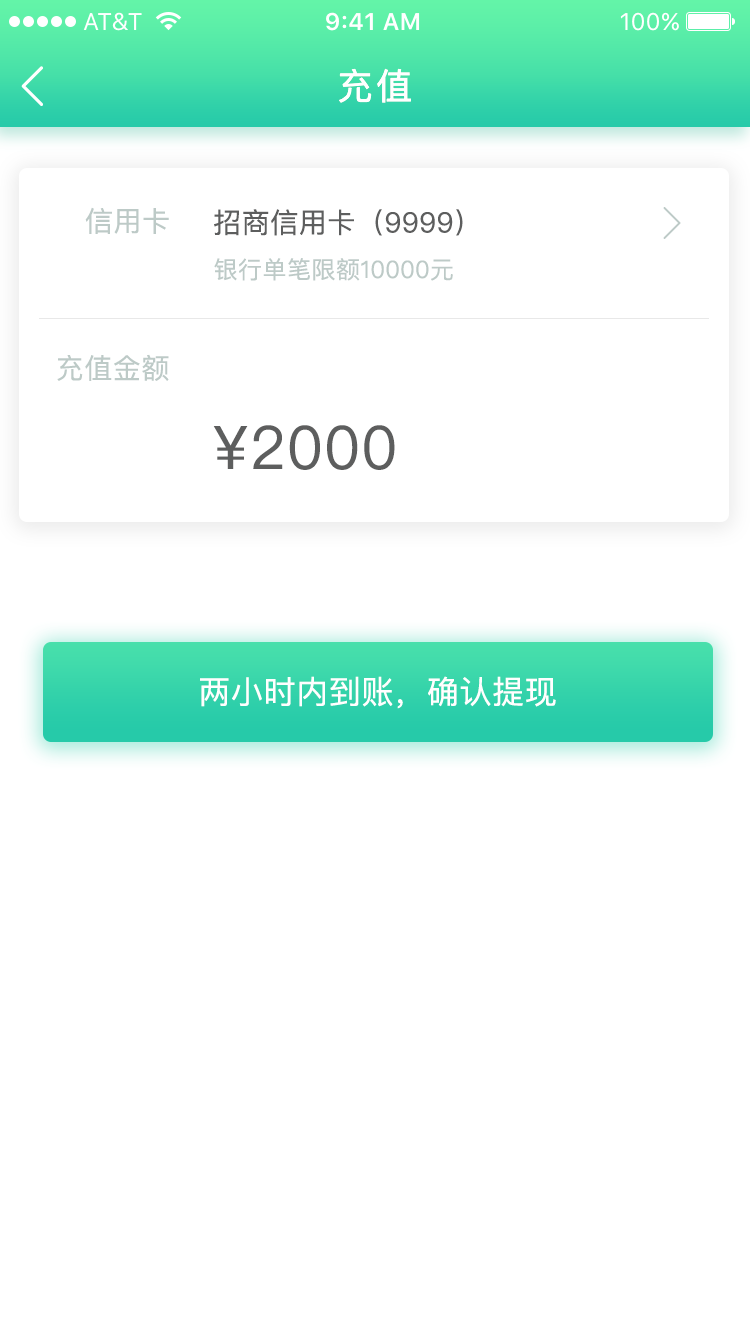 AT&T 9:41 AM 100%
充值
信用卡 招商信用卡（9999）
银行单笔限额10000元
充值金额
¥2000
两小时内到账，确认提现